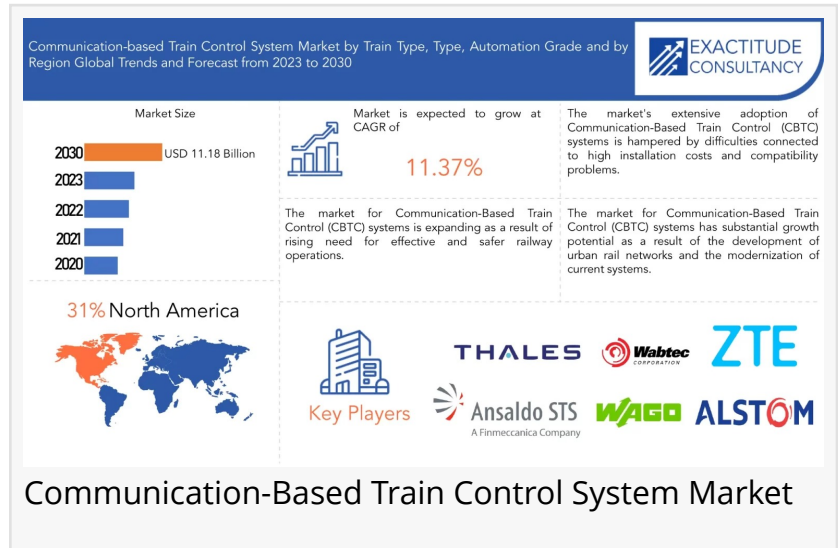 Communication-based Train Control System Market by Train Type, Type, Automation Grade and by
Region Global Trends and Forecast from 2023 to 2030
EXACTITUDE
CONSULTANCY
Market Size
2030
USD 11.18 Billion
2023
2022
2021
2020
Market is expected to grow at
CAGR of
11.37%
The market's extensive adoption of
Communication-Based Train Control (CBTC)
systems is hampered by difficulties connected
to high installation costs and compatibility
problems.
The market for Communication-Based Train
Control (CBTC) systems is expanding as a result of
rising need for effective and safer railway
operations.
The market for Communication-Based Train
Control (CBTC) systems has substantial growth
potential as a result of the development of
urban rail networks and the modernization of
current systems.
31% North America
Key Players
THALES
Wabtec
CORPORATION
ZTE
Ansaldo STS
A Finmeccanica Company
WAGO
ALSTOM
Communication-Based Train Control System Market